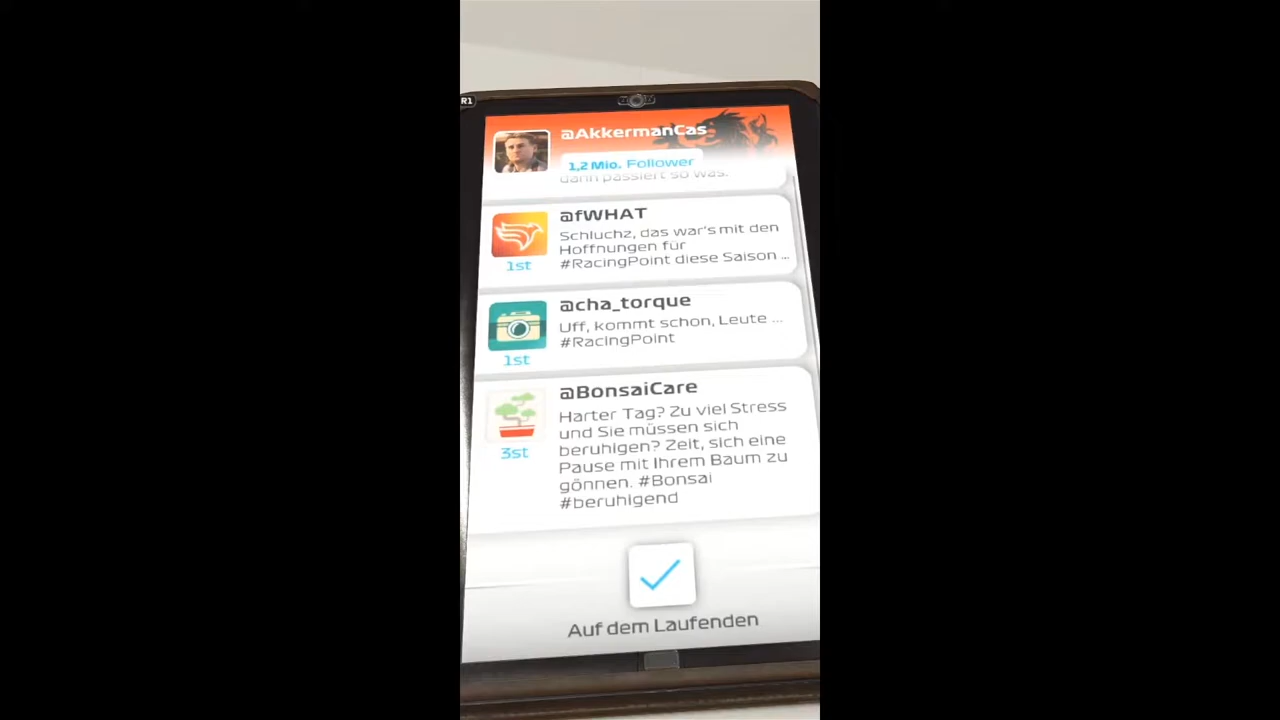 R1
@AkkermanCas
1,2 Mio. Follower
dann passiert so was.
@fWHAT
Schluchz, das war's mit den
Hoffnungen für
#RacingPoint diese Saison ...
1st
@cha_torque
Uff, kommt schon, Leute ...
#RacingPoint
1st
@BonsaiCare
Harter Tag? Zu viel Stress
und Sie müssen sich
beruhigen? Zeit, sich eine
Pause mit Ihrem Baum zu
gönnen. #Bonsai
#beruhigend
3st
Auf dem Laufenden